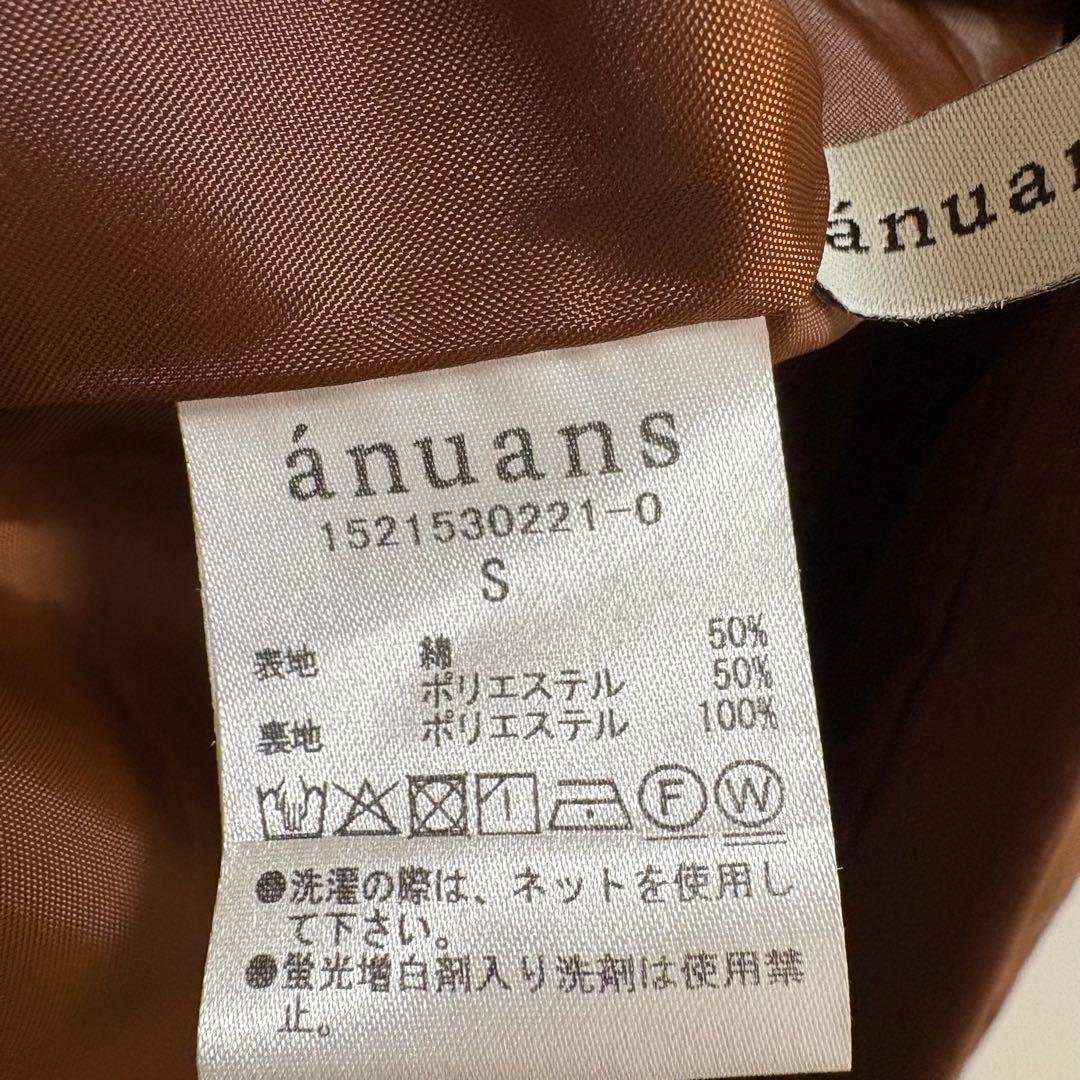 ánuan
ánuans
1521530221-0
S
表地 綿 50%
ポリエステル 50%
裏地 ポリエステル 100%
F W
●洗濯の際は、ネットを使用し
て下さい。
●蛍光増白剤入り洗剤は使用禁
止。